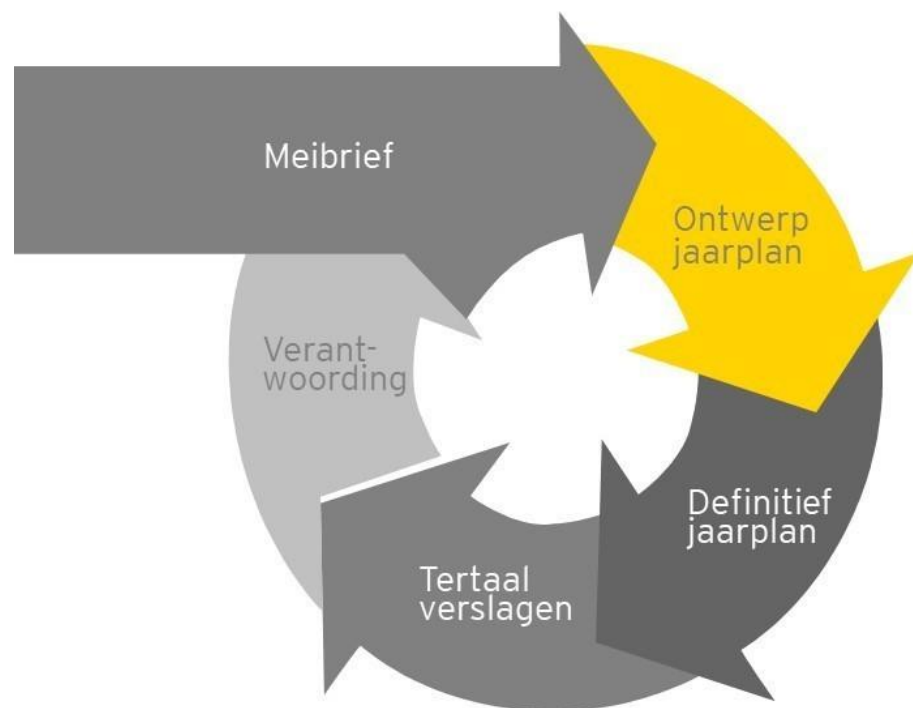 Meibrief
Ontwerp
jaarplan
Definitief
jaarplan
Tertaal
verslagen
Verant-
woording